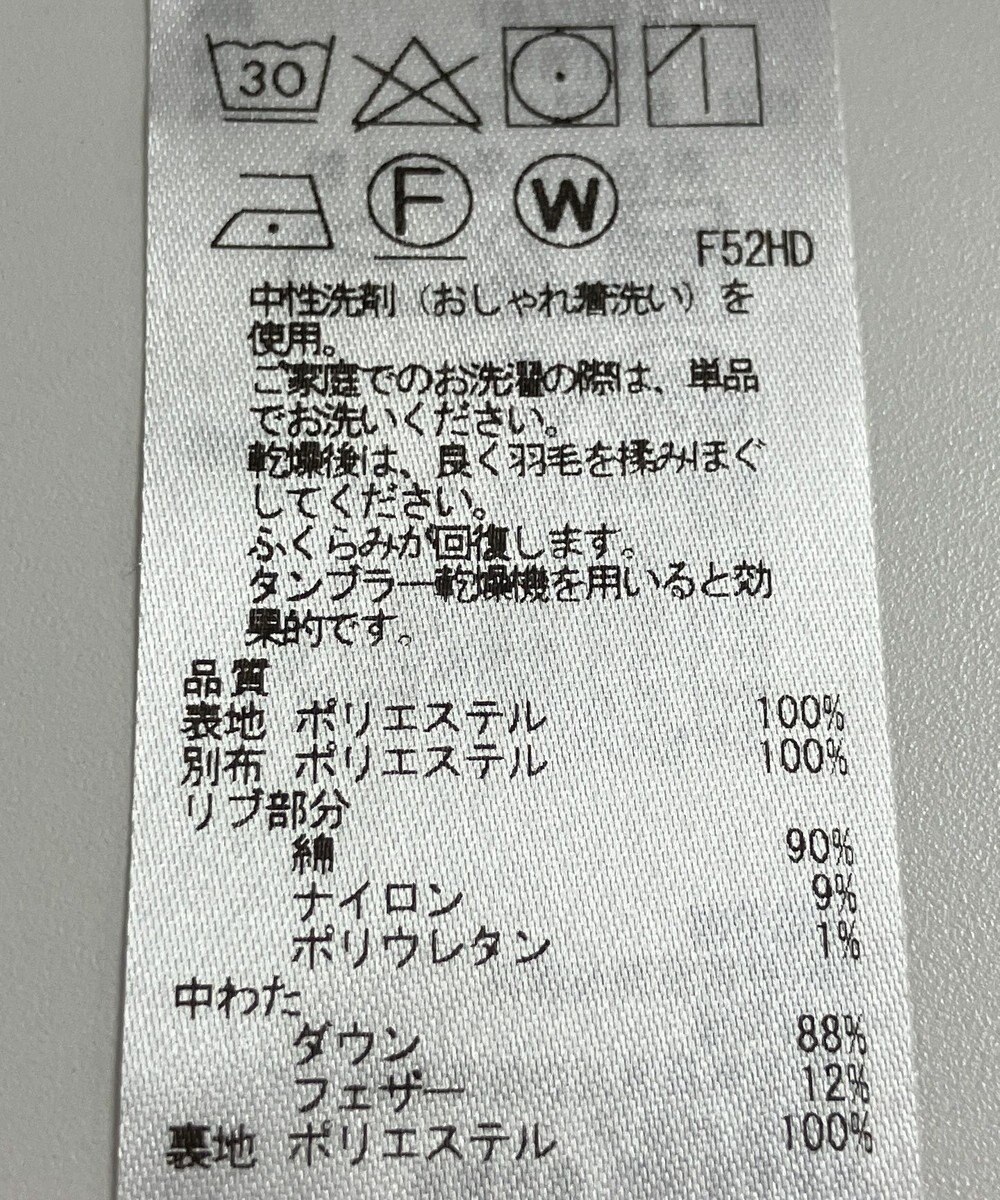 30
F W
F52HD
中性洗剤（おしゃれ着洗い）を
使用。
ご家庭でのお洗濯の際は、単品
でお洗いください。
乾燥後は、良く羽毛を揉みほぐ
してください。
ふくらみが回復します。
タンブラー乾燥機を用いると効
果的です。
品質
表地 ポリエステル 100%
別布 ポリエステル 100%
リブ部分
綿 90%
ナイロン 9%
ポリウレタン 1%
中わた
ダウン 88%
フェザー 12%
裏地 ポリエステル 100%